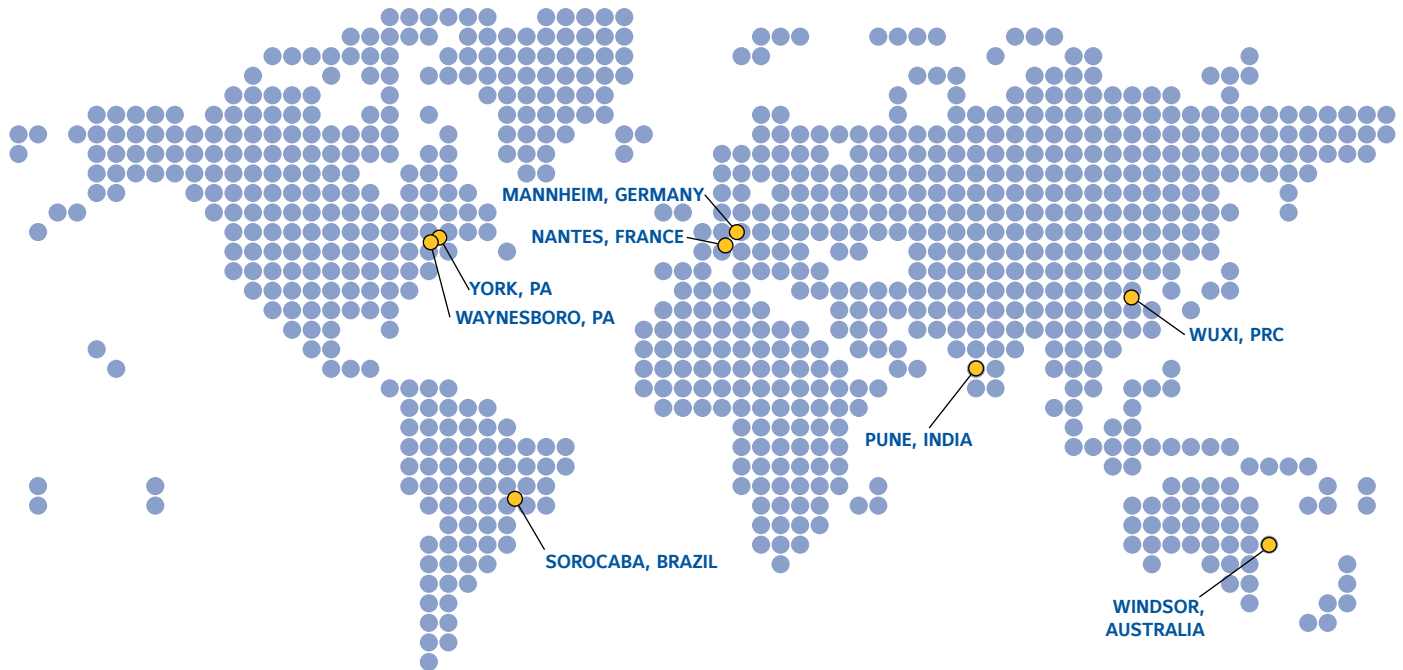 MANNHEIM, GERMANY
NANTES, FRANCE
YORK, PA
WAYNESBORO, PA
WUXI, PRC
PUNE, INDIA
SOROCABA, BRAZIL
WINDSOR,
AUSTRALIA